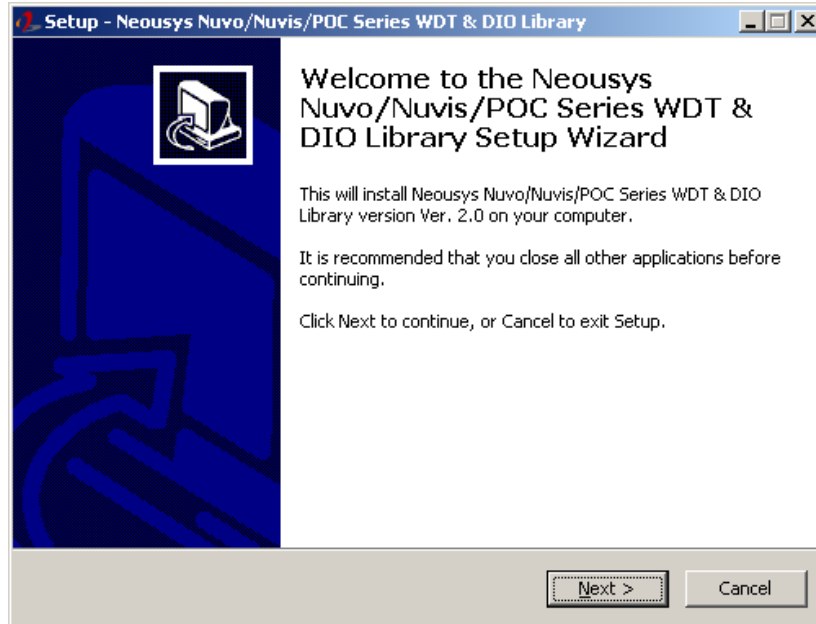 Setup - Neousys Nuvo/Nuvis/POC Series WDT & DIO Library
Welcome to the Neousys
Nuvo/Nuvis/POC Series WDT &
DIO Library Setup Wizard
This will install Neousys Nuvo/Nuvis/POC Series WDT & DIO
Library version Ver. 2.0 on your computer.
It is recommended that you close all other applications before
continuing.
Click Next to continue, or Cancel to exit Setup.
Next >
Cancel